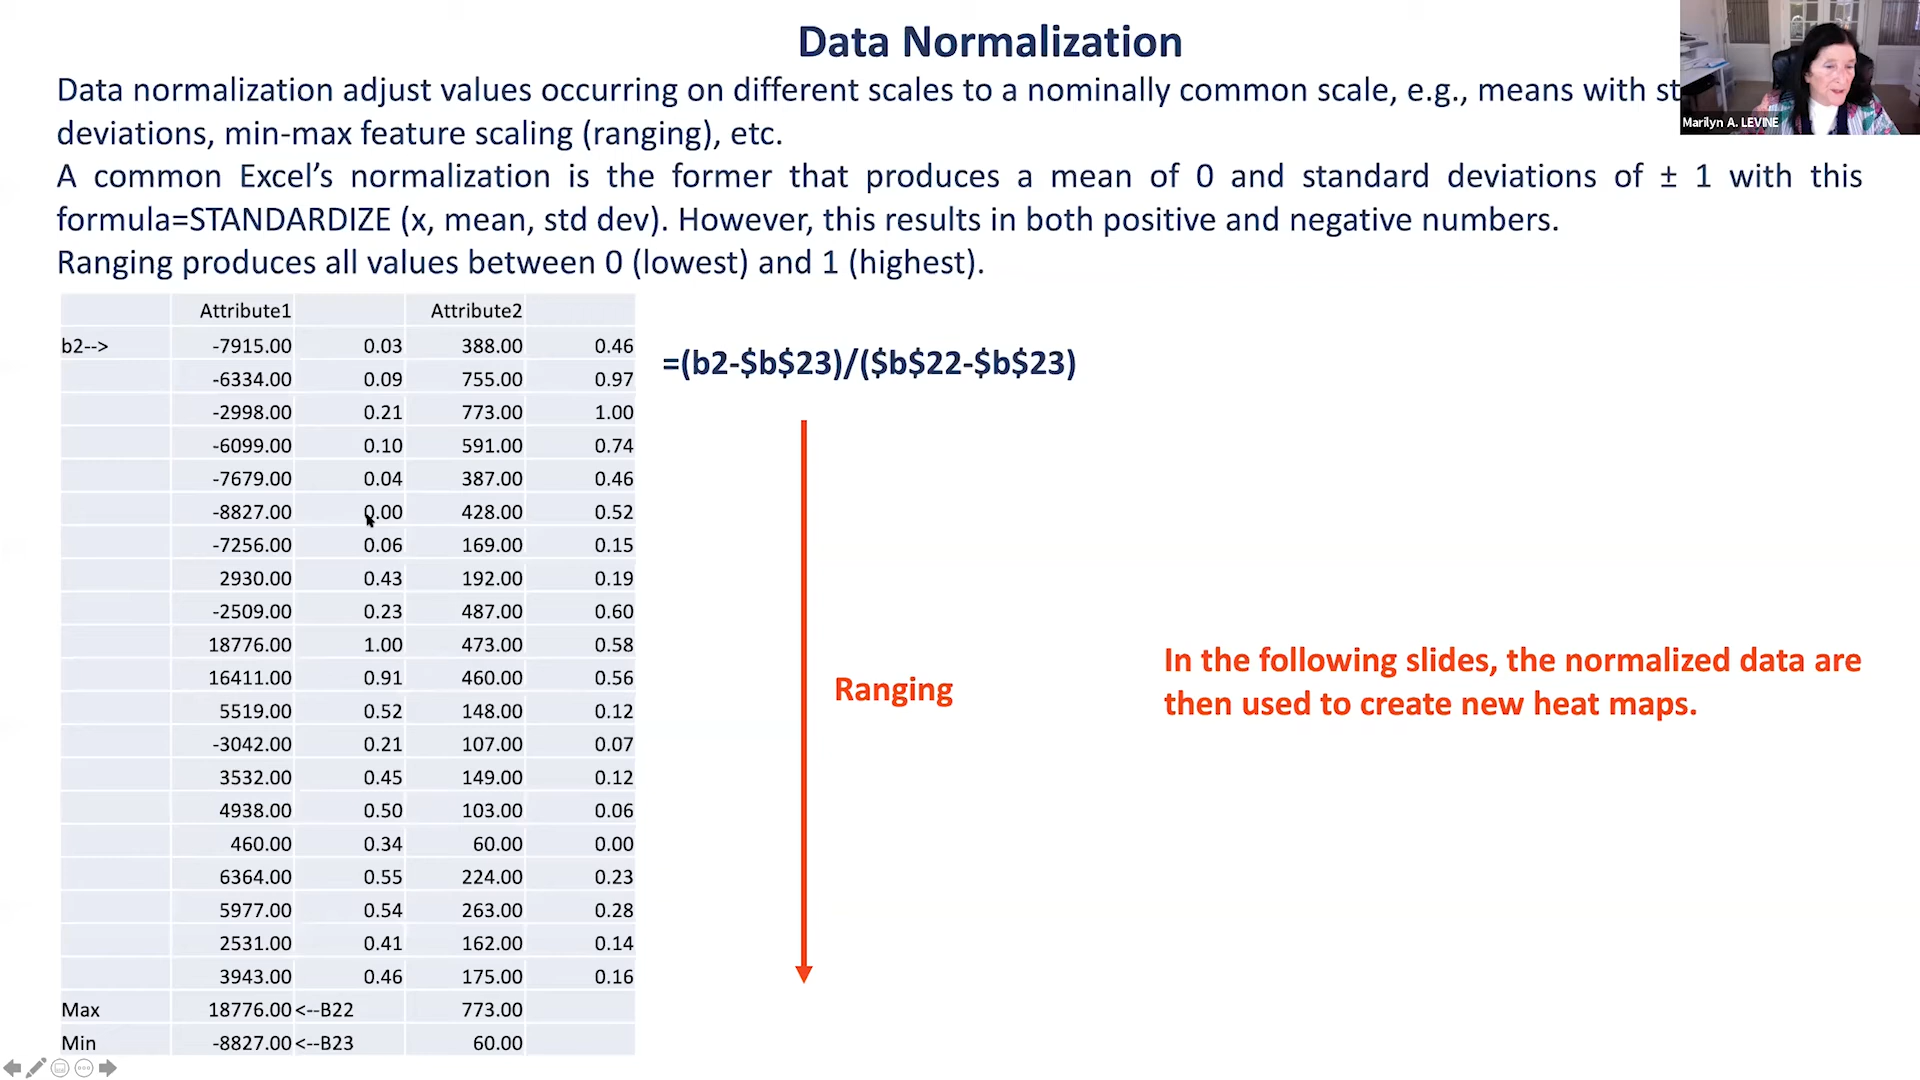 Data Normalization
Data normalization adjust values occurring on different scales to a nominally common scale, e.g., means with st
deviations, min-max feature scaling (ranging), etc.
A common Excel’s normalization is the former that produces a mean of 0 and standard deviations of ± 1 with this
formula=STANDARDIZE (x, mean, std dev). However, this results in both positive and negative numbers.
Ranging produces all values between 0 (lowest) and 1 (highest).
Marilyn A. LEVINE
Attribute1 Attribute2
b2--> -7915.00 0.03 388.00 0.46
-6334.00 0.09 755.00 0.97
-2998.00 0.21 773.00 1.00
-6099.00 0.10 591.00 0.74
-7679.00 0.04 387.00 0.46
-8827.00 0.00 428.00 0.52
-7256.00 0.06 169.00 0.15
2930.00 0.43 192.00 0.19
-2509.00 0.23 487.00 0.60
18776.00 1.00 473.00 0.58
16411.00 0.91 460.00 0.56
5519.00 0.52 148.00 0.12
-3042.00 0.21 107.00 0.07
3532.00 0.45 149.00 0.12
4938.00 0.50 103.00 0.06
460.00 0.34 60.00 0.00
6364.00 0.55 224.00 0.23
5977.00 0.54 263.00 0.28
2531.00 0.41 162.00 0.14
3943.00 0.46 175.00 0.16
Max 18776.00 <--B22 773.00
Min -8827.00 <--B23 60.00
=(b2-$b$23)/($b$22-$b$23)
Ranging
In the following slides, the normalized data are
then used to create new heat maps.